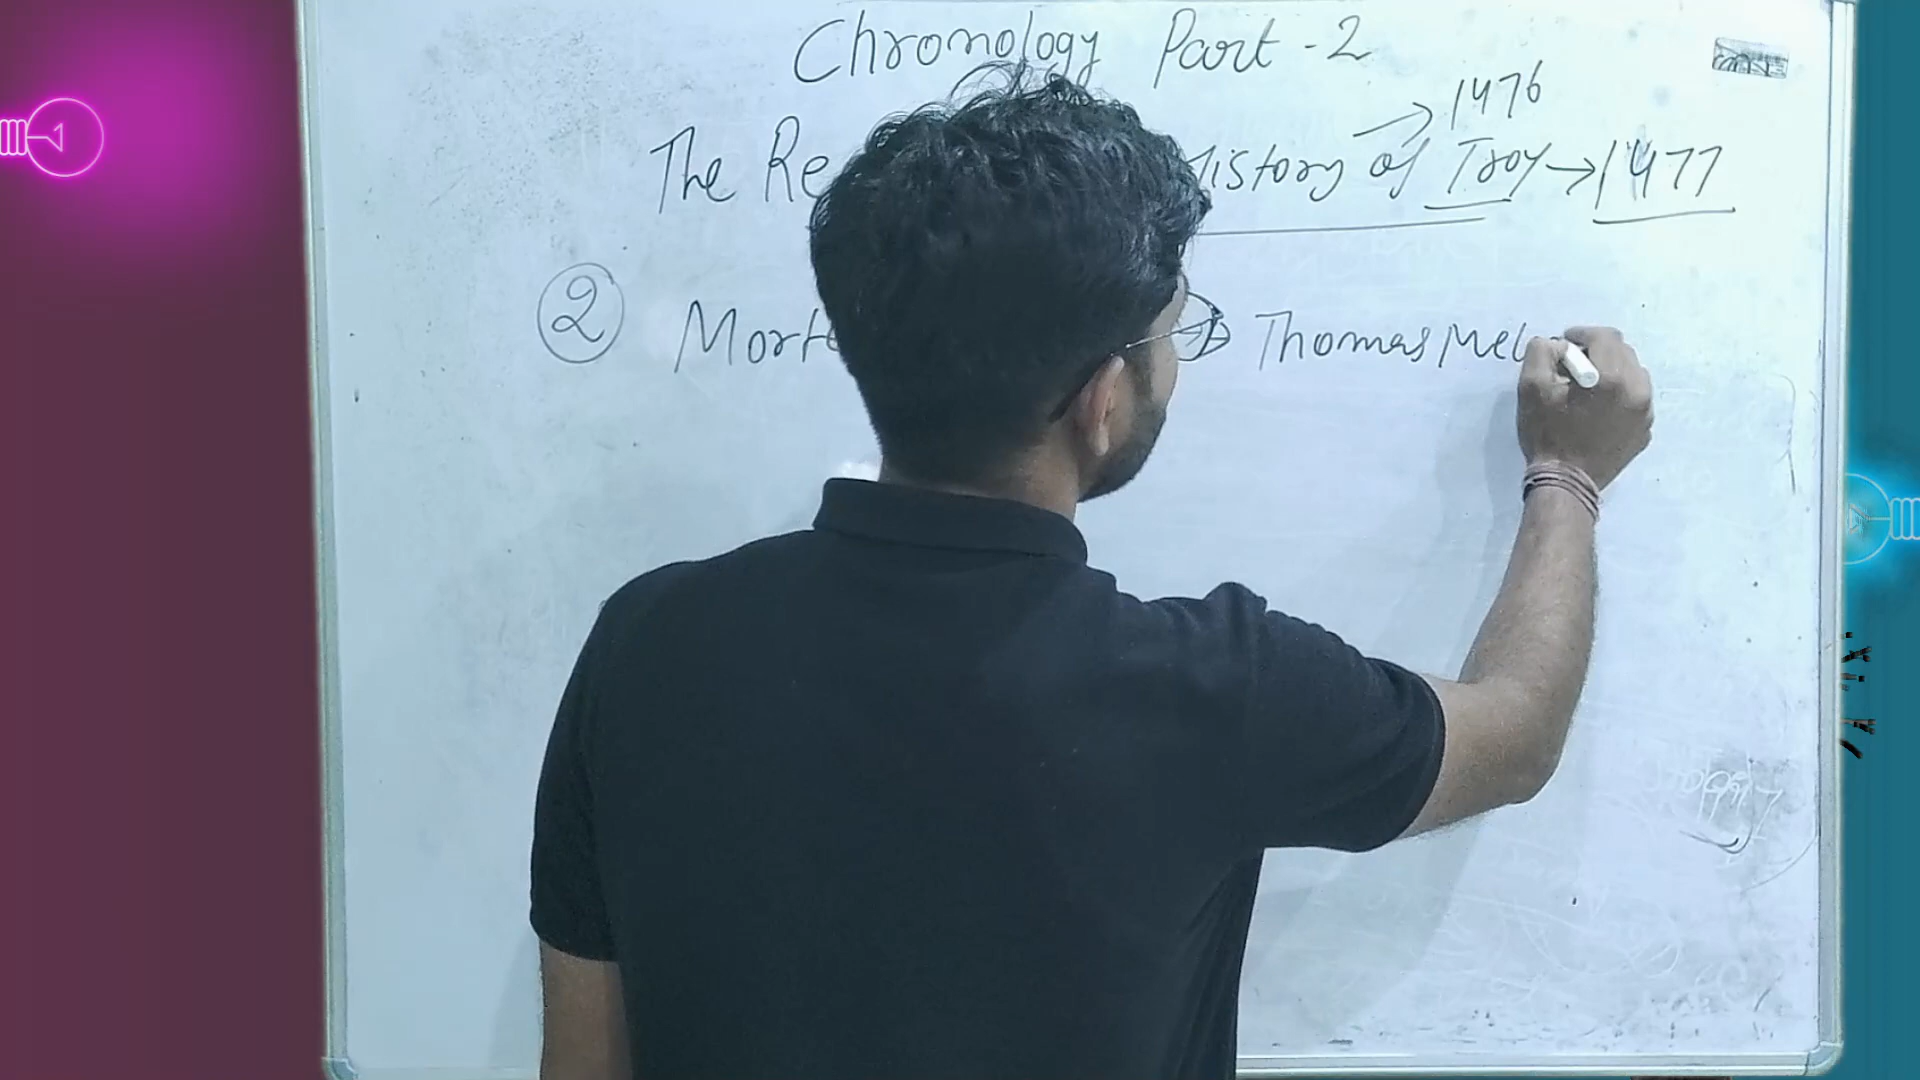 Chronology Part -2
→ 1476
The Re istory of Troy → 1477
② Mort → Thomas Mel